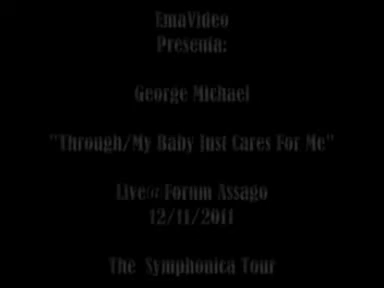 EmaVideo
Presenta:
George Michael
"Through/My Baby Just Cares For Me"
Live@Forum Assago
12/11/2011
The Symphonica Tour